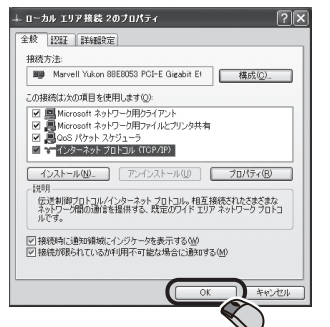 ローカル エリア接続 2のプロパティ
全般 認証 詳細設定
接続方法:
Marvell Yukon 88E8053 PCI-E Gigabit Et
構成(C)...
この接続は次の項目を使用します(O):
Microsoft ネットワーク用クライアント
Microsoft ネットワーク用ファイルとプリンタ共有
QoS パケット スケジューラ
インターネット プロトコル (TCP/IP)
インストール(N)... アンインストール(U) プロパティ(R)
説明
伝送制御プロトコル/インターネット プロトコル。相互接続されたさまざまな
ネットワーク間の通信を提供する、既定のワイド エリア ネットワーク プロトコ
ルです。
接続時に通知領域にインジケータを表示する(W)
接続が限られているか利用不可能な場合に通知する(M)
OK キャンセル